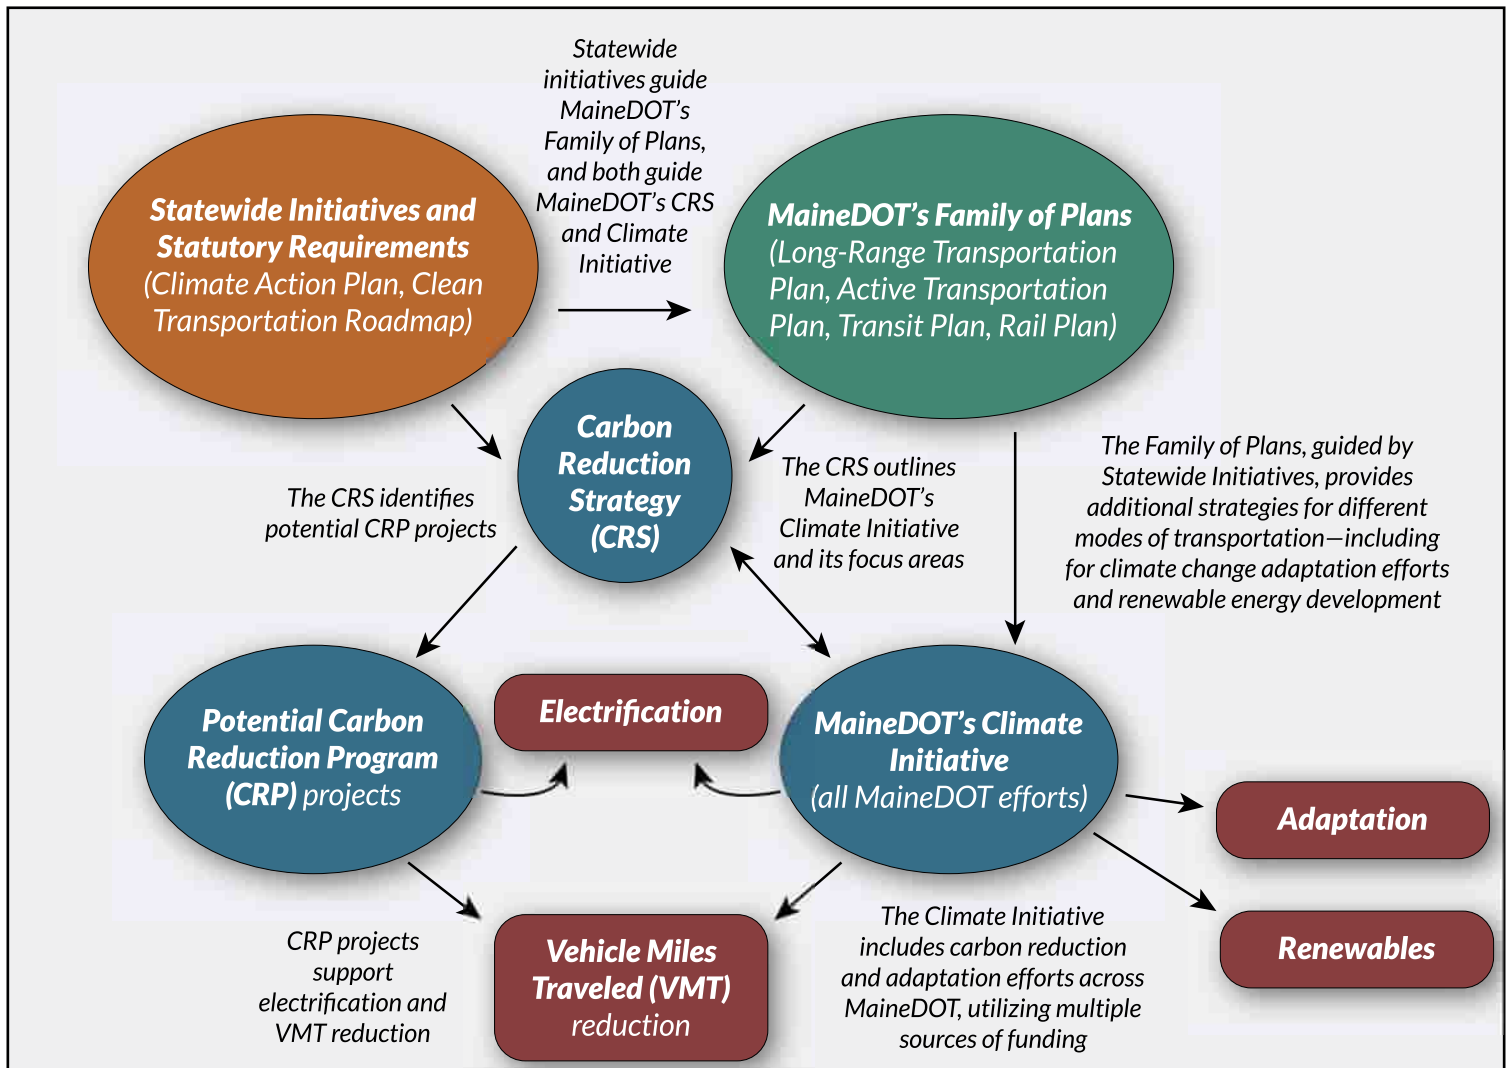 Statewide
initiatives guide
MaineDOT’s
Family of Plans,
and both guide
MaineDOT’s CRS
and Climate
Initiative
Statewide Initiatives and
Statutory Requirements
(Climate Action Plan, Clean
Transportation Roadmap)
MaineDOT’s Family of Plans
(Long-Range Transportation
Plan, Active Transportation
Plan, Transit Plan, Rail Plan)
Carbon
Reduction
Strategy
(CRS)
The CRS identifies
potential CRP projects
The CRS outlines
MaineDOT’s
Climate Initiative
and its focus areas
The Family of Plans, guided by
Statewide Initiatives, provides
additional strategies for different
modes of transportation—including
for climate change adaptation efforts
and renewable energy development
Potential Carbon
Reduction Program
(CRP) projects
Electrification
MaineDOT’s Climate
Initiative
(all MaineDOT efforts)
Adaptation
Renewables
CRP projects
support
electrification and
VMT reduction
Vehicle Miles
Traveled (VMT)
reduction
The Climate Initiative
includes carbon reduction
and adaptation efforts across
MaineDOT, utilizing multiple
sources of funding